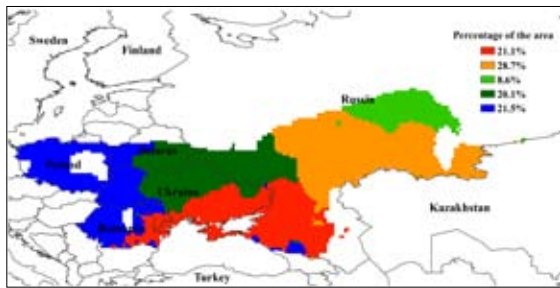 Sweden
Finland
Percentage of the area
21.1%
28.7%
8.6%
20.1%
21.5%
Russia
Belarus
Poland
Ukraine
Kazakhstan
Turkey